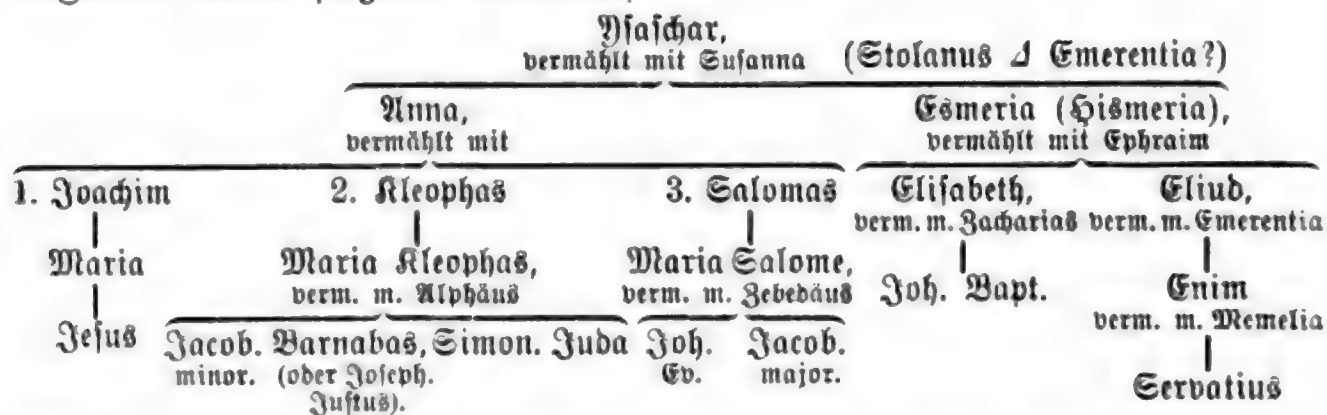 Ysaschar,
vermählt mit Susanna (Stolanus Δ Emerentia?)
Anna, Esmeria (Hismeria),
vermählt mit vermählt mit Ephraim
1. Joachim 2. Kleophas 3. Salomas Elisabeth, Eliud,
verm. m. Zacharias verm. m. Emerentia
Maria Maria Kleophas, Maria Salome, Joh. Bapt. Enim
verm. m. Alphäus verm. m. Zebedäus verm. m. Memelia
Jesus Jacob. Barnabas, Simon. Juda Joh. Jacob.
minor. (oder Joseph. Ev. major. Servatius
Justus).